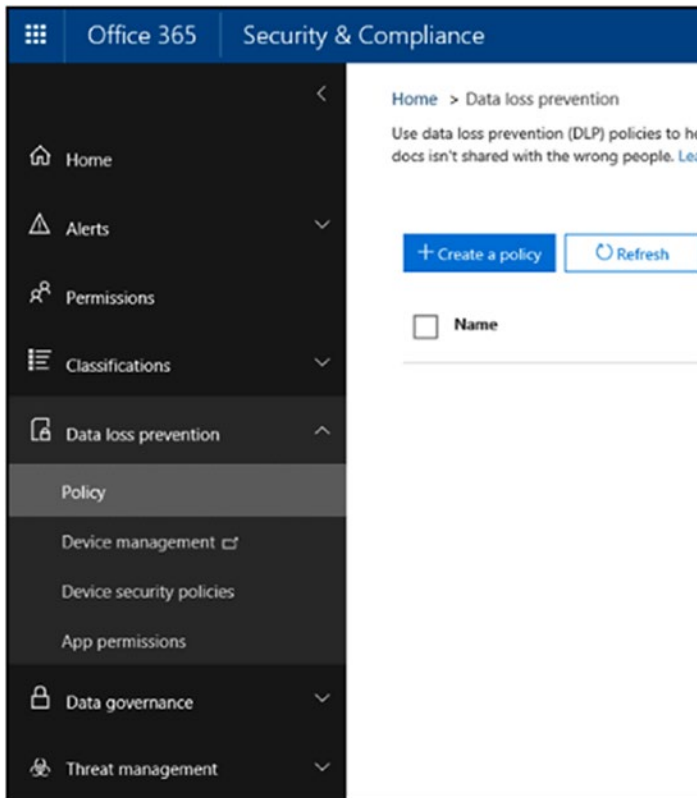 Office 365
Security & Compliance
Home
Alerts
Permissions
Classifications
Data loss prevention
Policy
Device management
Device security policies
App permissions
Data governance
Threat management
Home > Data loss prevention
Use data loss prevention (DLP) policies to
docs isn't shared with the wrong people.
+ Create a policy
Refresh
Name